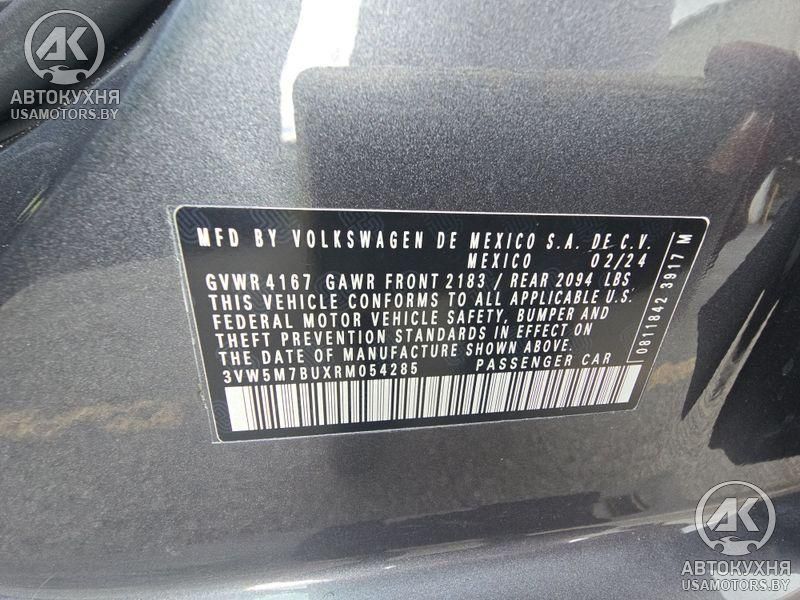 AK
АВТОКУХНЯ
USAMOTORS.BY
MFD BY VOLKSWAGEN DE MEXICO S.A. DE C.V.
MEXICO 02/24
GVWR 4167 GAWR FRONT 2183 / REAR 2094 LBS
THIS VEHICLE CONFORMS TO ALL APPLICABLE U.S.
FEDERAL MOTOR VEHICLE SAFETY, BUMPER AND
THEFT PREVENTION STANDARDS IN EFFECT ON
THE DATE OF MANUFACTURE SHOWN ABOVE.
3VW5M7BUXRM054285 PASSENGER CAR
0811842 3917 M
AK
АВТОКУХНЯ
USAMOTORS.BY